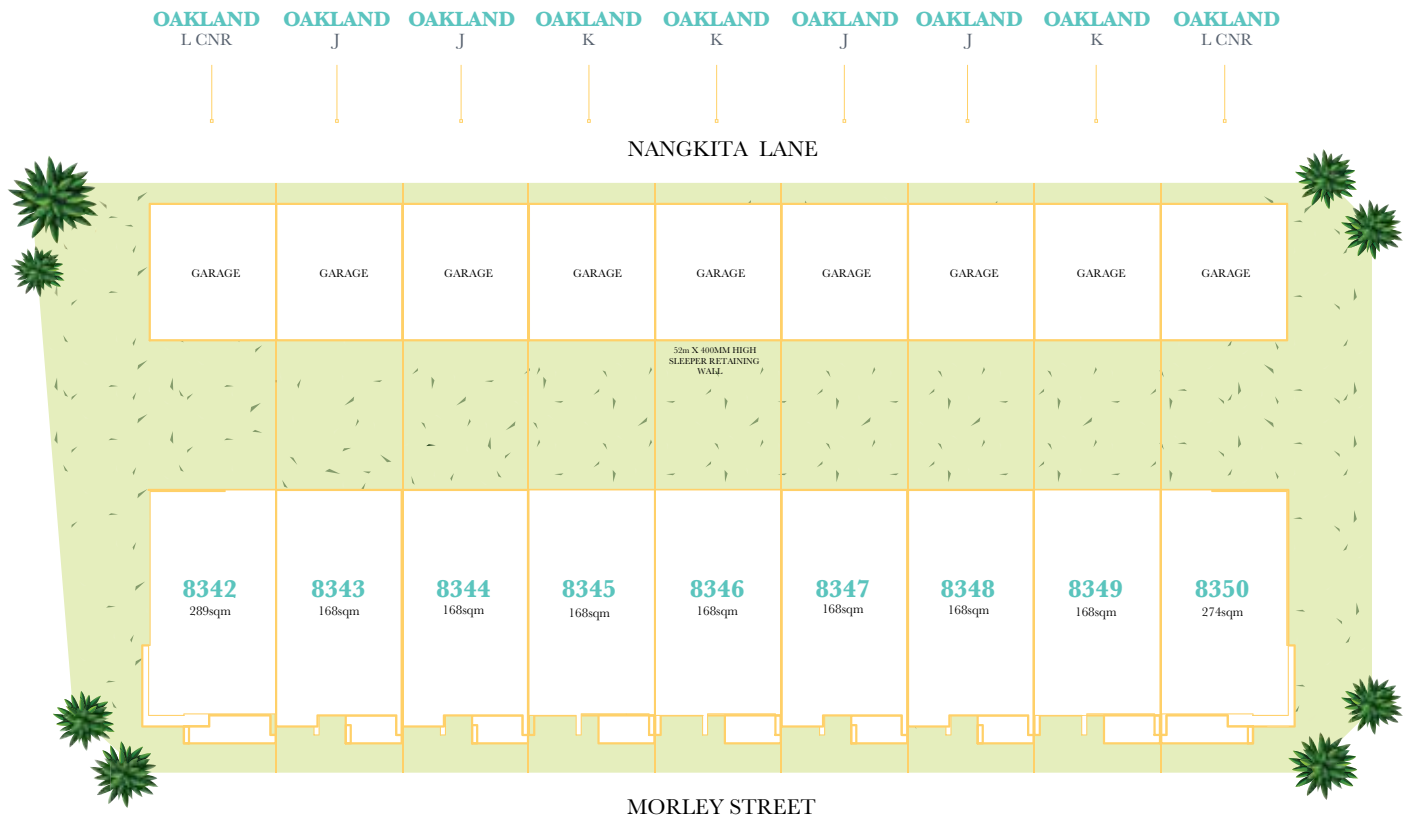 OAKLAND OAKLAND OAKLAND OAKLAND OAKLAND OAKLAND OAKLAND OAKLAND OAKLAND
L CNR J J K K J J K L CNR
NANGKITA LANE
GARAGE GARAGE GARAGE GARAGE GARAGE GARAGE GARAGE GARAGE GARAGE
52m X 400MM HIGH
SLEEPER RETAINING
WALL
8342 8343 8344 8345 8346 8347 8348 8349 8350
289sqm 168sqm 168sqm 168sqm 168sqm 168sqm 168sqm 168sqm 274sqm
MORLEY STREET